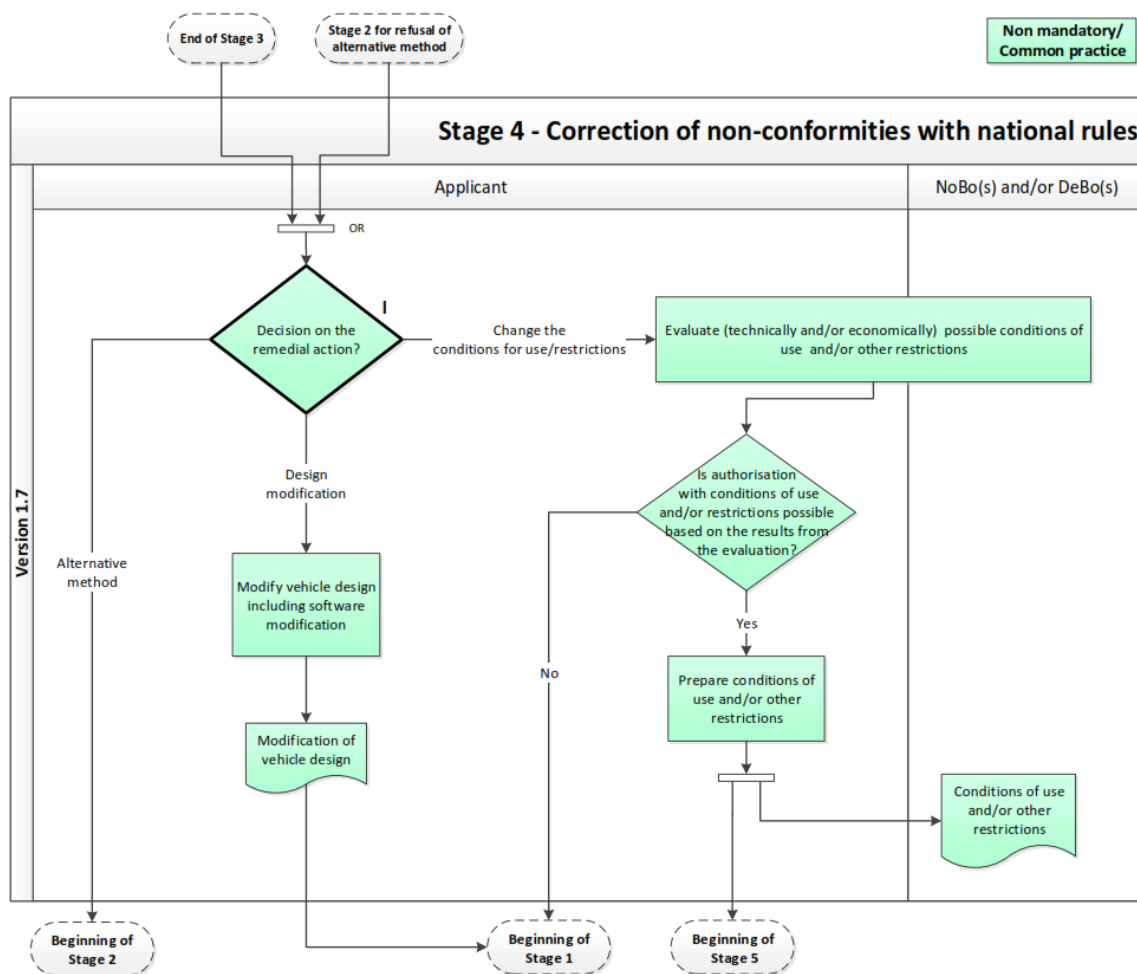 End of Stage 3
Stage 2 for refusal of
alternative method
Non mandatory/
Common practice
Stage 4 - Correction of non-conformities with national rules
Applicant
NoBo(s) and/or DeBo(s)
Version 1.7
OR
I
Decision on the
remedial action?
Change the
conditions for use/restrictions
Evaluate (technically and/or economically) possible conditions of
use and/or other restrictions
Design
modification
Is authorisation
with conditions of use
and/or restrictions possible
based on the results from
the evaluation?
Alternative
method
Modify vehicle design
including software
modification
Yes
No
Prepare conditions of
use and/or other
restrictions
Modification of
vehicle design
Conditions of use
and/or other
restrictions
Beginning of
Stage 2
Beginning of
Stage 1
Beginning of
Stage 5